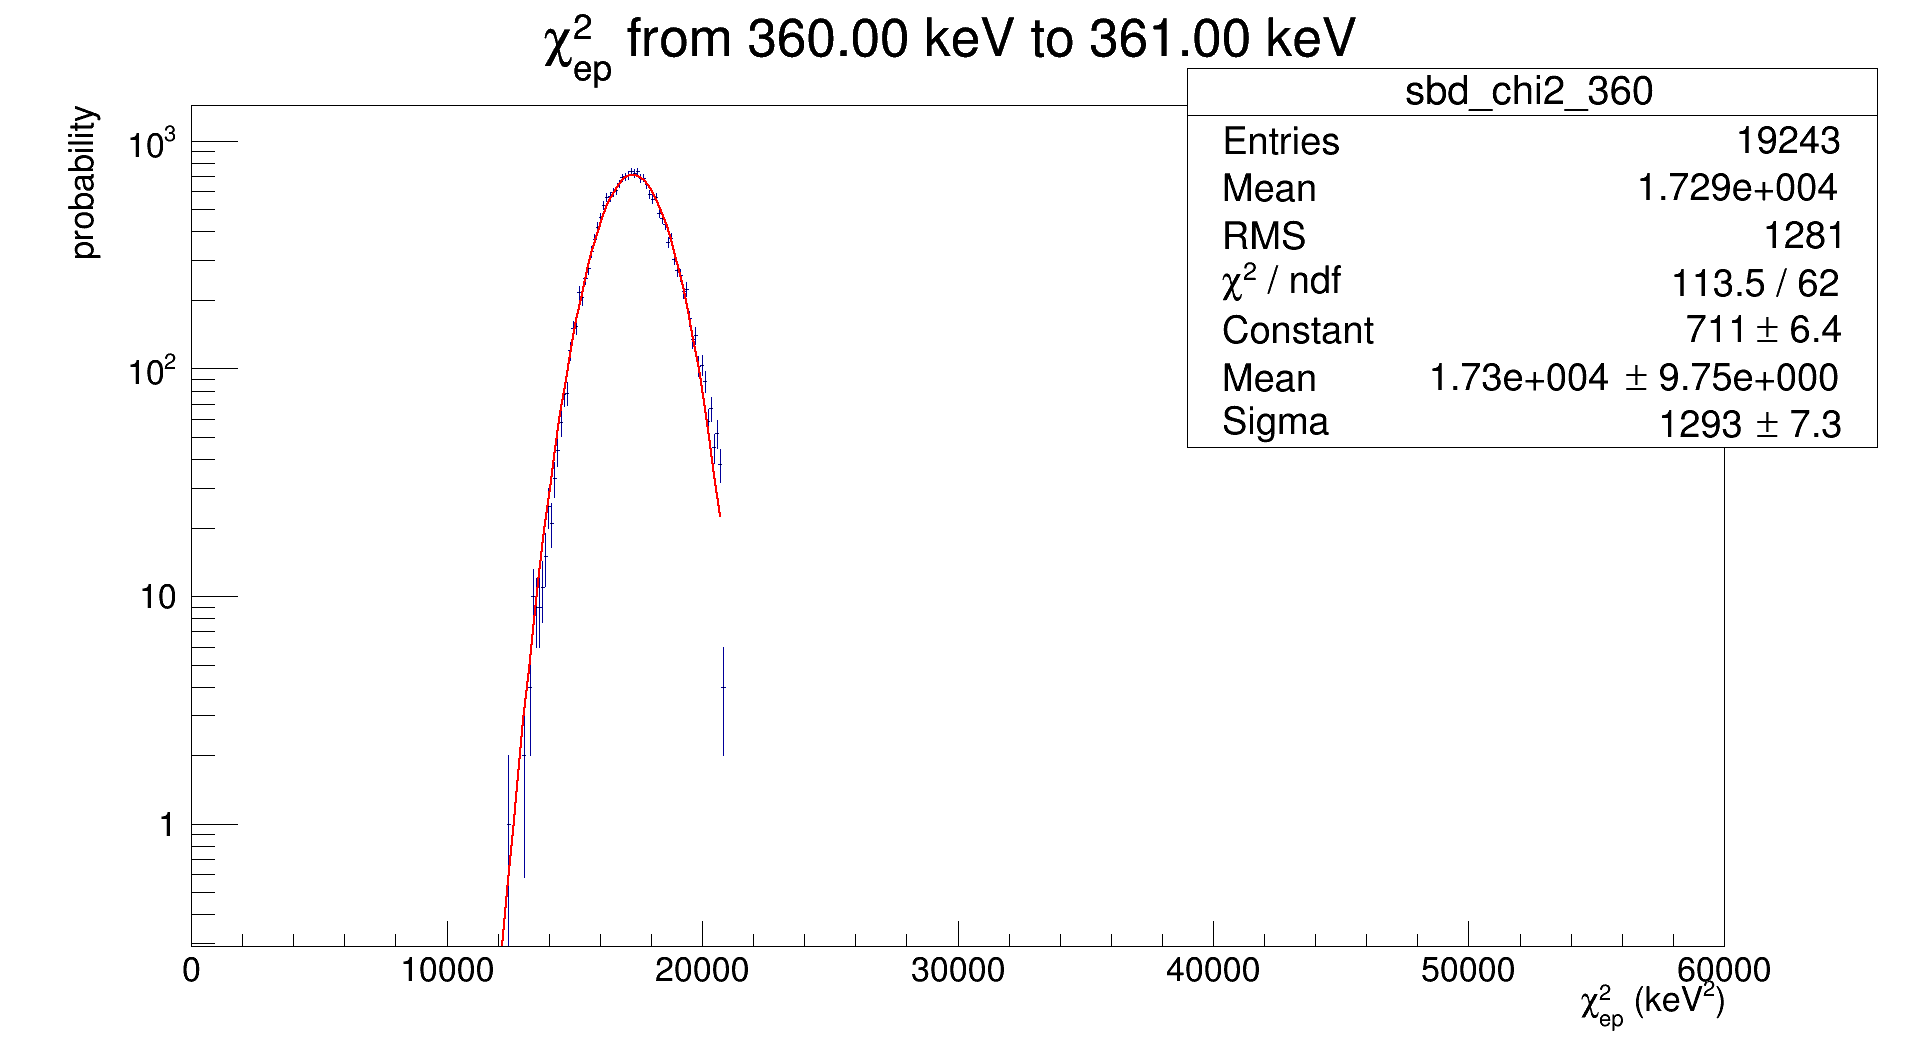 χ²ep from 360.00 keV to 361.00 keV
sbd_chi2_360
Entries 19243
Mean 1.729e+004
RMS 1281
χ² / ndf 113.5 / 62
Constant 711 ± 6.4
Mean 1.73e+004 ± 9.75e+000
Sigma 1293 ± 7.3
probability
10³
10²
10
1
0 10000 20000 30000 40000 50000 60000
χ²ep (keV²)